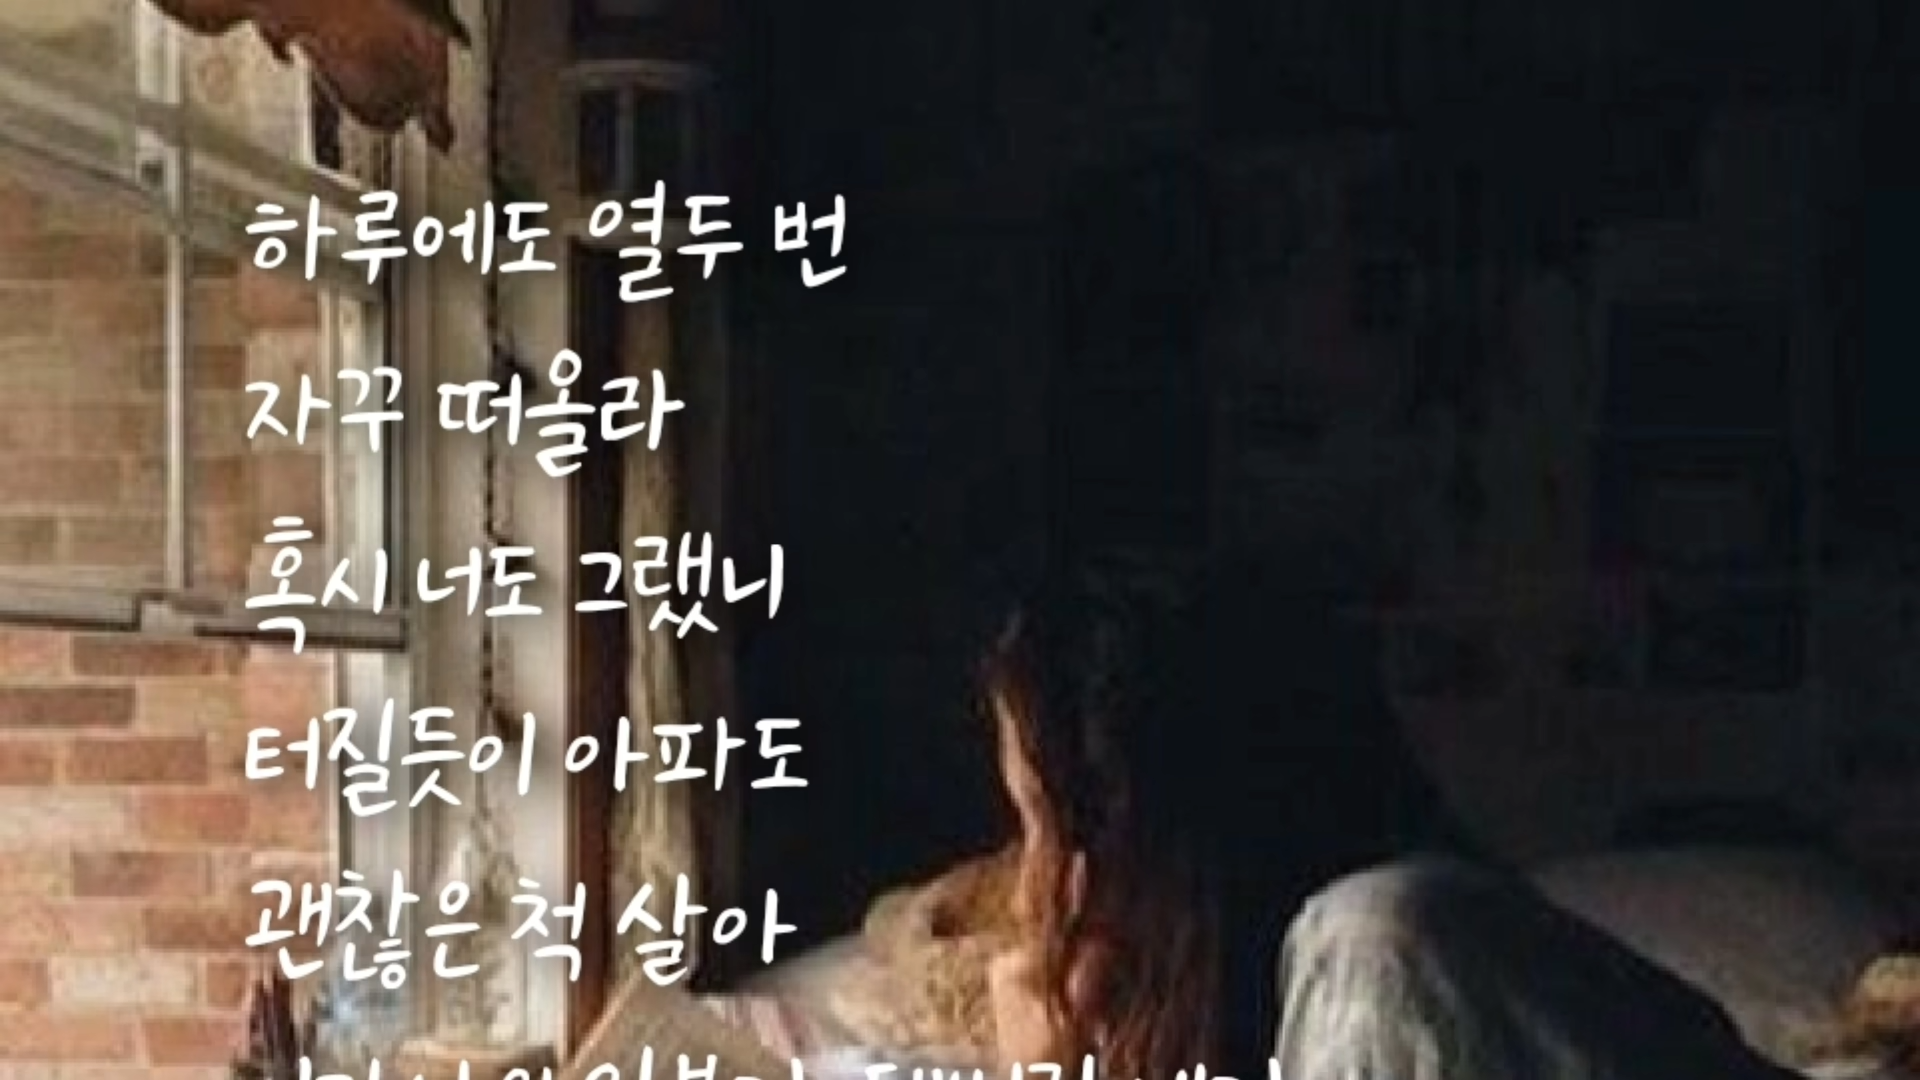 하루에도 열두 번
자꾸 떠올라
혹시 너도 그랬니
터질듯이 아파도
괜찮은 척 살아